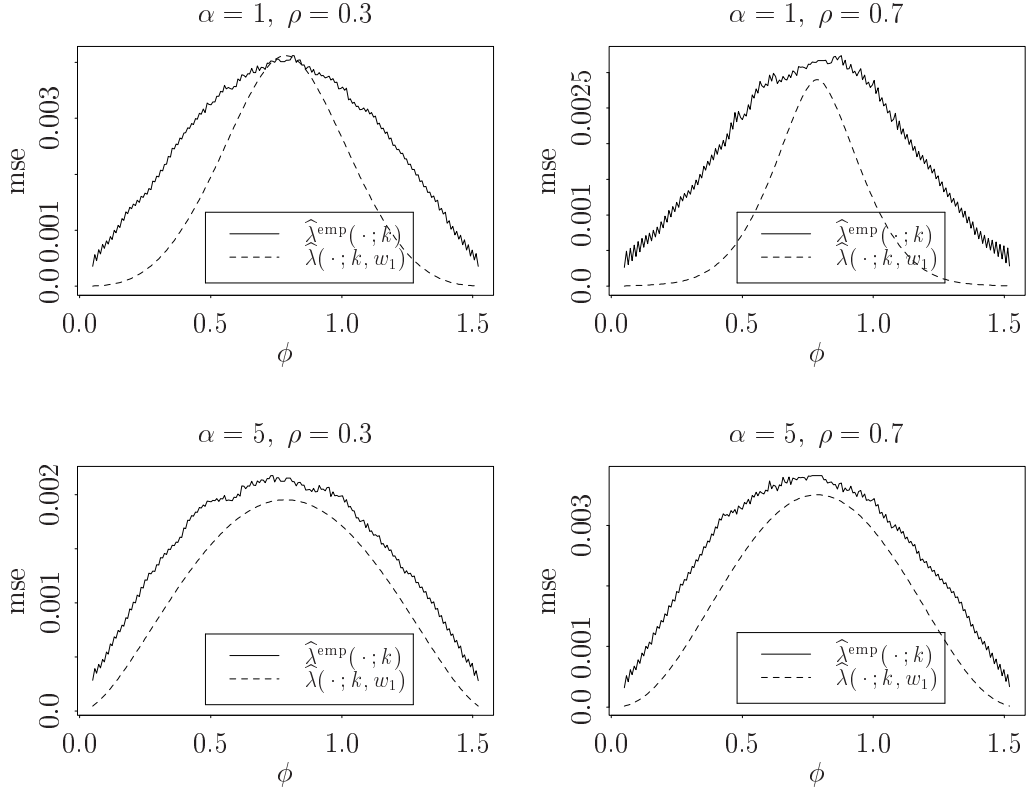 α = 1, ρ = 0.3
mse
0.0 0.001 0.003
λ̂^emp( · ; k)
λ̂( · ; k, w₁)
0.0 0.5 1.0 1.5
ϕ
α = 1, ρ = 0.7
mse
0.0 0.001 0.0025
λ̂^emp( · ; k)
λ̂( · ; k, w₁)
0.0 0.5 1.0 1.5
ϕ
α = 5, ρ = 0.3
mse
0.0 0.001 0.002
λ̂^emp( · ; k)
λ̂( · ; k, w₁)
0.0 0.5 1.0 1.5
ϕ
α = 5, ρ = 0.7
mse
0.0 0.001 0.003
λ̂^emp( · ; k)
λ̂( · ; k, w₁)
0.0 0.5 1.0 1.5
ϕ